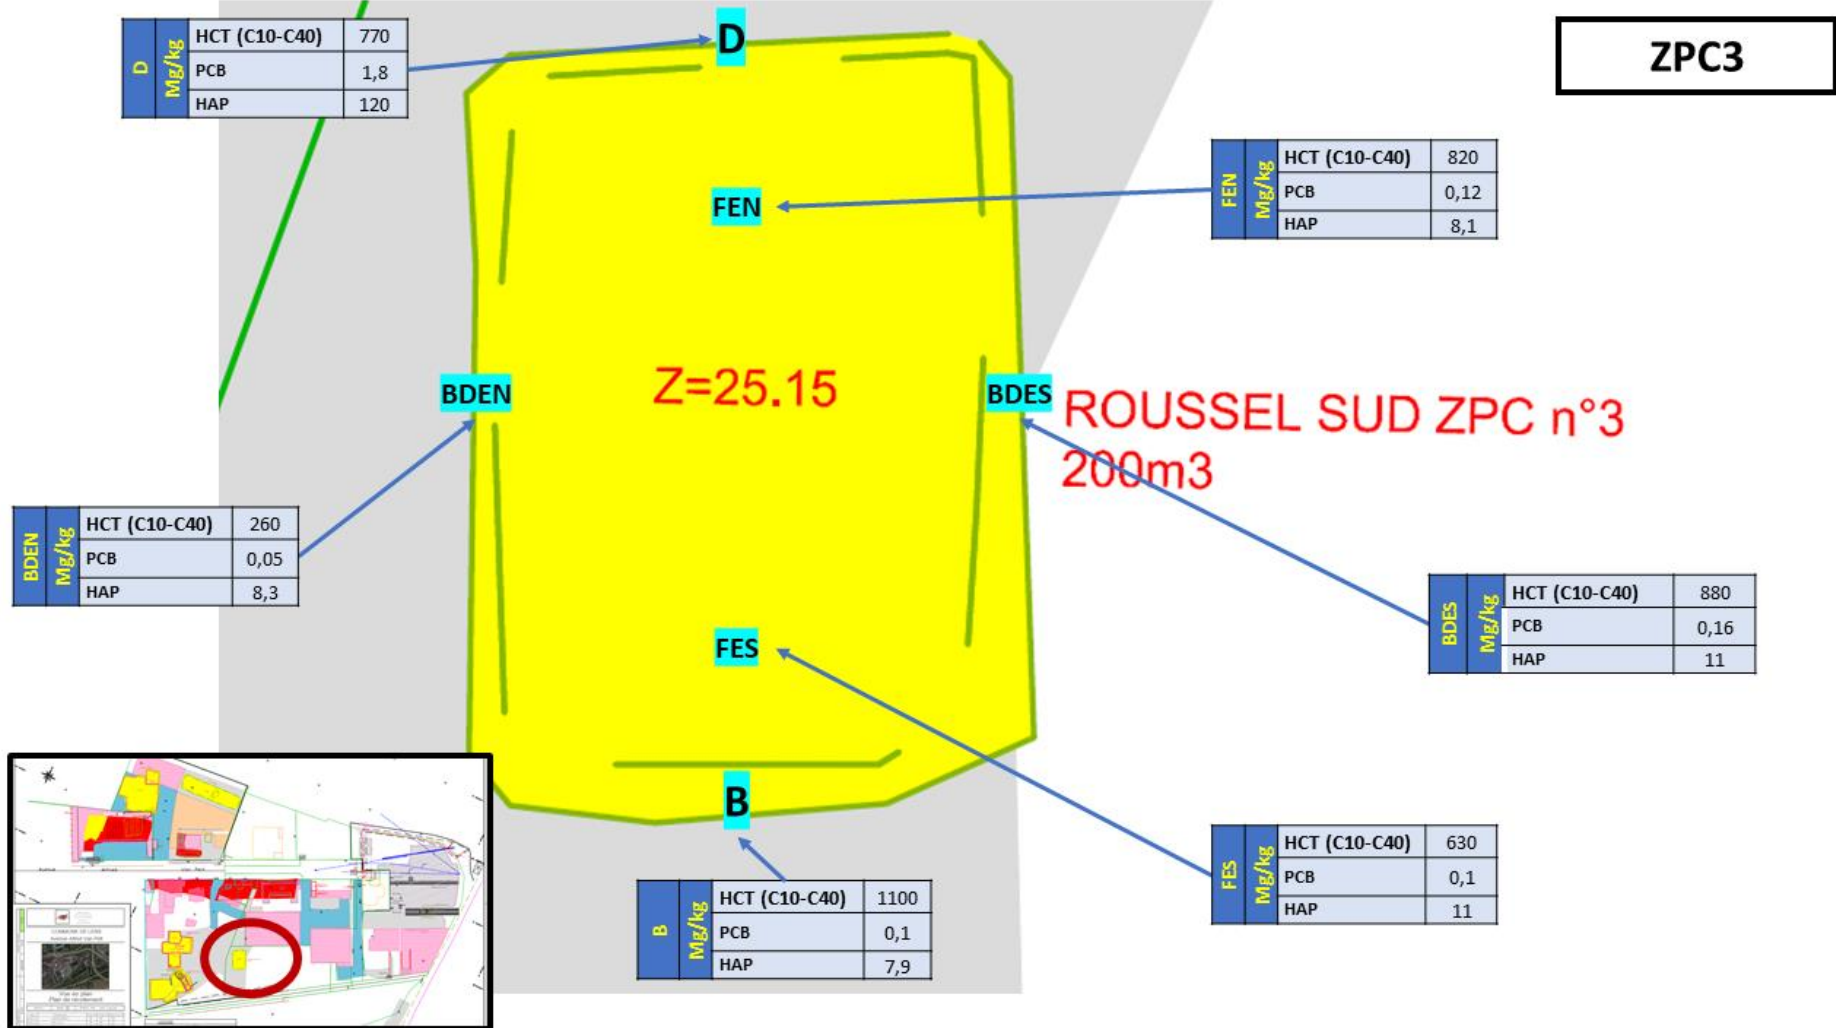 ZPC3
D
Mg/kg
HCT (C10-C40) 770
PCB 1,8
HAP 120
D
FEN
FEN
Mg/kg
HCT (C10-C40) 820
PCB 0,12
HAP 8,1
BDEN
Z=25.15
BDES
ROUSSEL SUD ZPC n°3
200m3
BDEN
Mg/kg
HCT (C10-C40) 260
PCB 0,05
HAP 8,3
BDES
Mg/kg
HCT (C10-C40) 880
PCB 0,16
HAP 11
FES
B
FES
Mg/kg
HCT (C10-C40) 630
PCB 0,1
HAP 11
B
Mg/kg
HCT (C10-C40) 1100
PCB 0,1
HAP 7,9